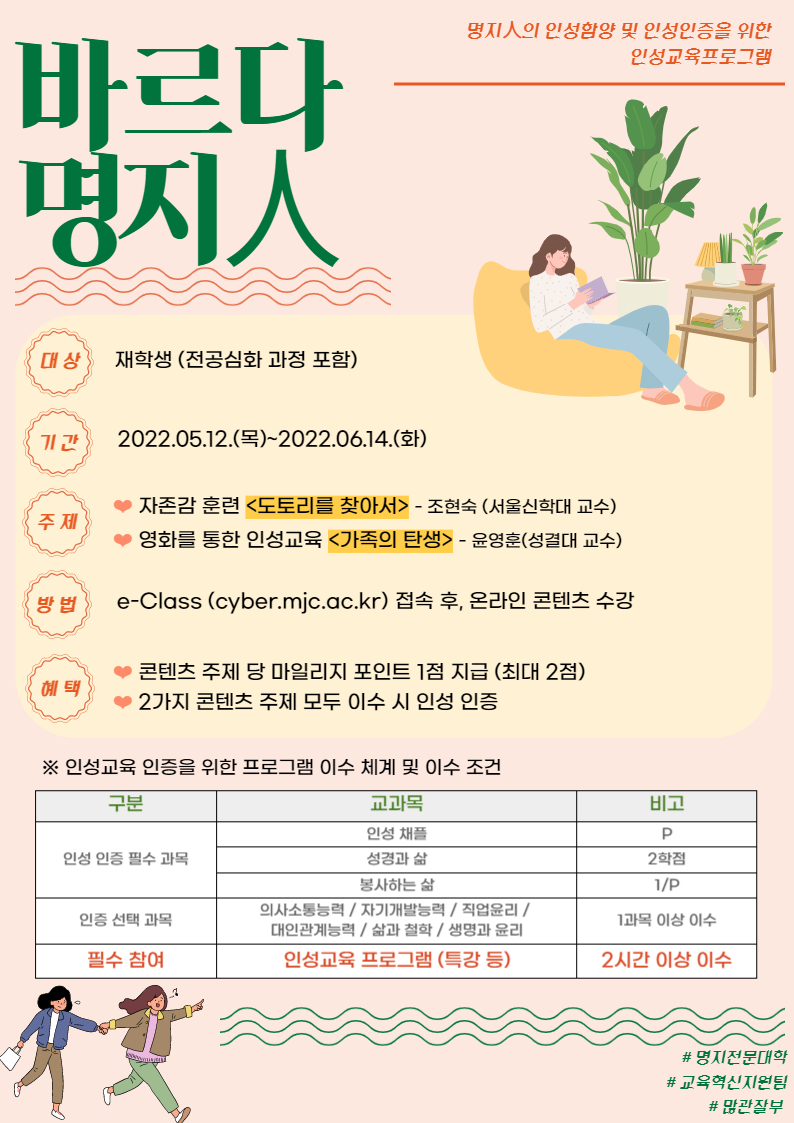 명지人의 인성함양 및 인성인증을 위한
인성교육프로그램
바르다
명지人
대상
재학생 (전공심화 과정 포함)
기간
2022.05.12.(목)~2022.06.14.(화)
주제
❤ 자존감 훈련 <도토리를 찾아서> - 조현숙 (서울신학대 교수)
❤ 영화를 통한 인성교육 <가족의 탄생> - 윤영훈(성결대 교수)
방법
e-Class (cyber.mjc.ac.kr) 접속 후, 온라인 콘텐츠 수강
혜택
❤ 콘텐츠 주제 당 마일리지 포인트 1점 지급 (최대 2점)
❤ 2가지 콘텐츠 주제 모두 이수 시 인성 인증
※ 인성교육 인증을 위한 프로그램 이수 체계 및 이수 조건
구분 교과목 비고
인성 인증 필수 과목
인성 채플 P
성경과 삶 2학점
봉사하는 삶 1/P
인증 선택 과목
의사소통능력 / 자기개발능력 / 직업윤리 /
대인관계능력 / 삶과 철학 / 생명과 윤리
1과목 이상 이수
필수 참여 인성교육 프로그램 (특강 등) 2시간 이상 이수
# 명지전문대학
# 교육혁신지원팀
# 많관잘부